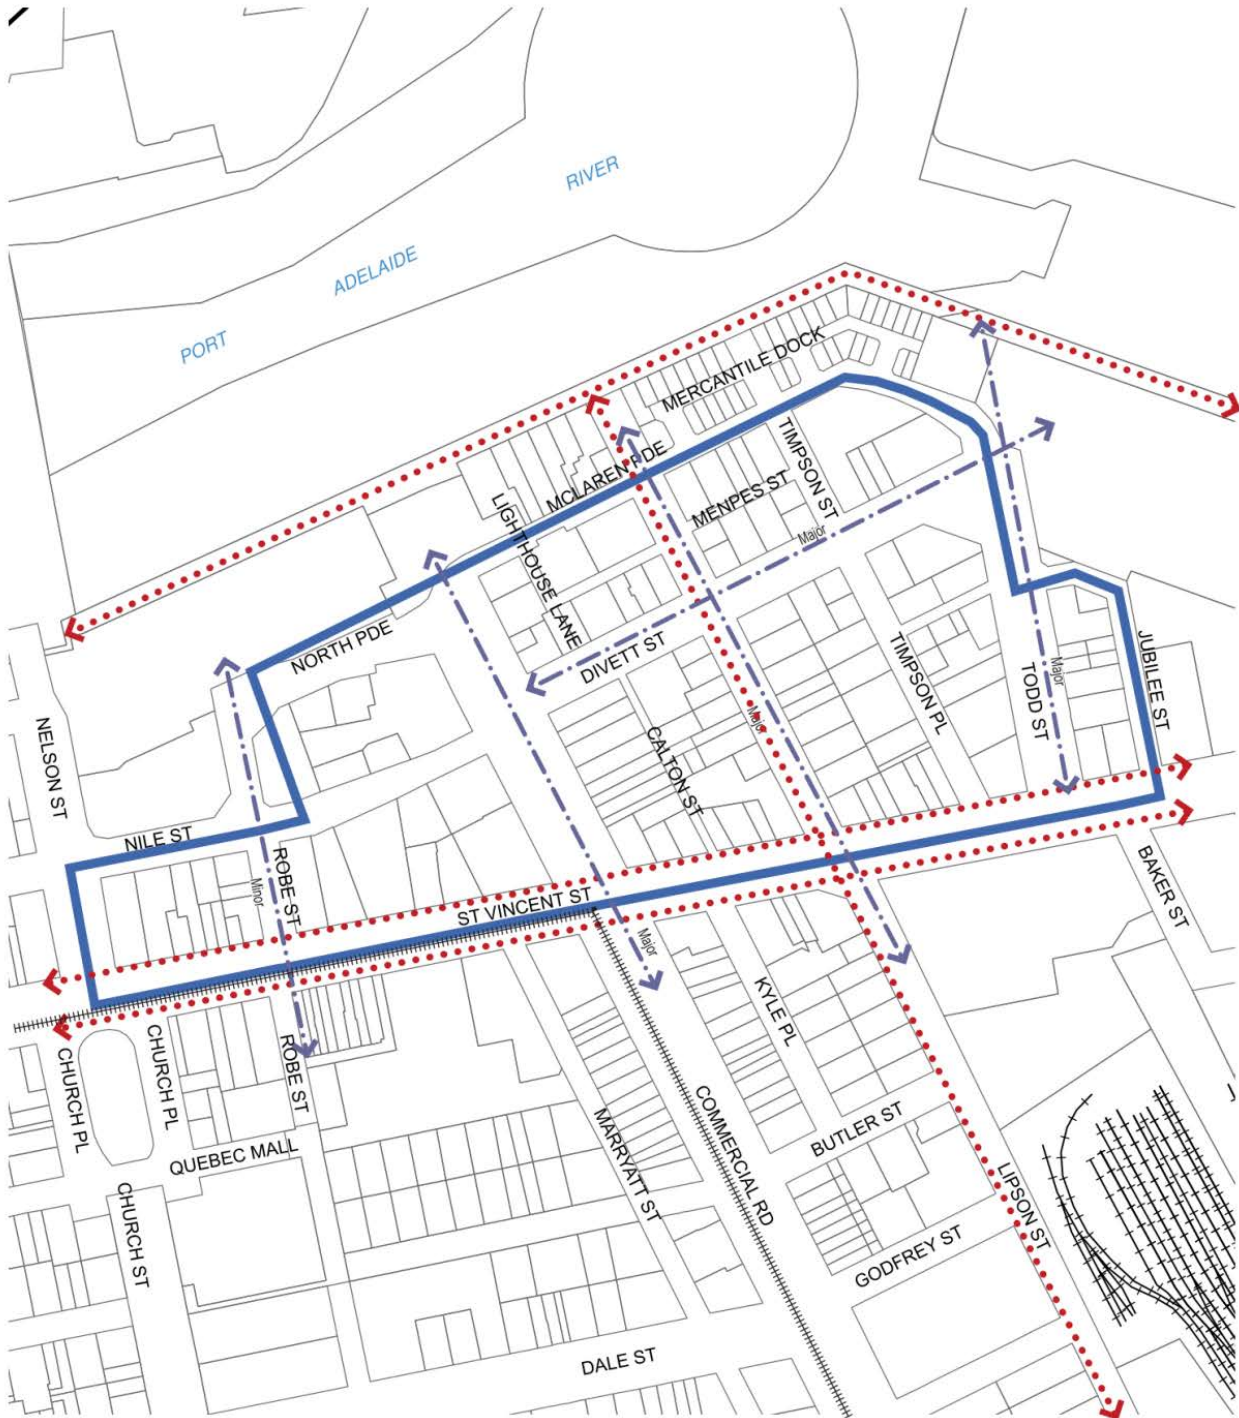 RIVER
ADELAIDE
PORT
MERCANTILE DOCK
MCLAREN PDE
TIMPSON ST
MENPES ST
LIGHTHOUSE LANE
Major
NORTH PDE
DIVETT ST
JUBILEE ST
TIMPSON PL
TODD ST
Major
NELSON ST
CALTON ST
Major
NILE ST
ROBE ST
Minor
ST VINCENT ST
BAKER ST
Major
KYLE PL
CHURCH PL
CHURCH PL
ROBE ST
COMMERCIAL RD
MARRYATT ST
BUTLER ST
QUEBEC MALL
LIPSON ST
CHURCH ST
GODFREY ST
DALE ST